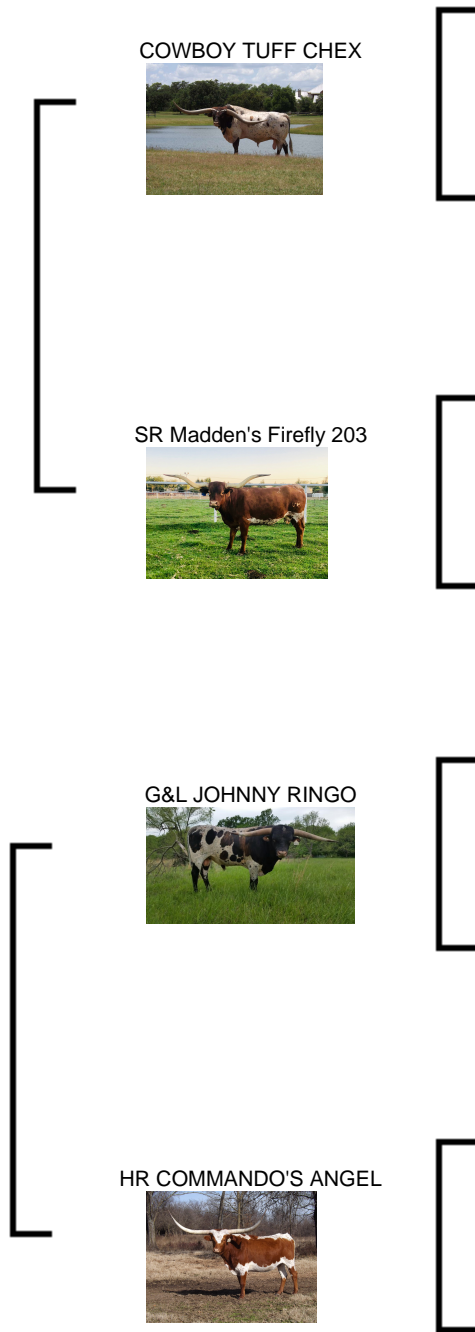 COWBOY TUFF CHEX
SR Madden's Firefly 203
G&L JOHNNY RINGO
HR COMMANDO'S ANGEL